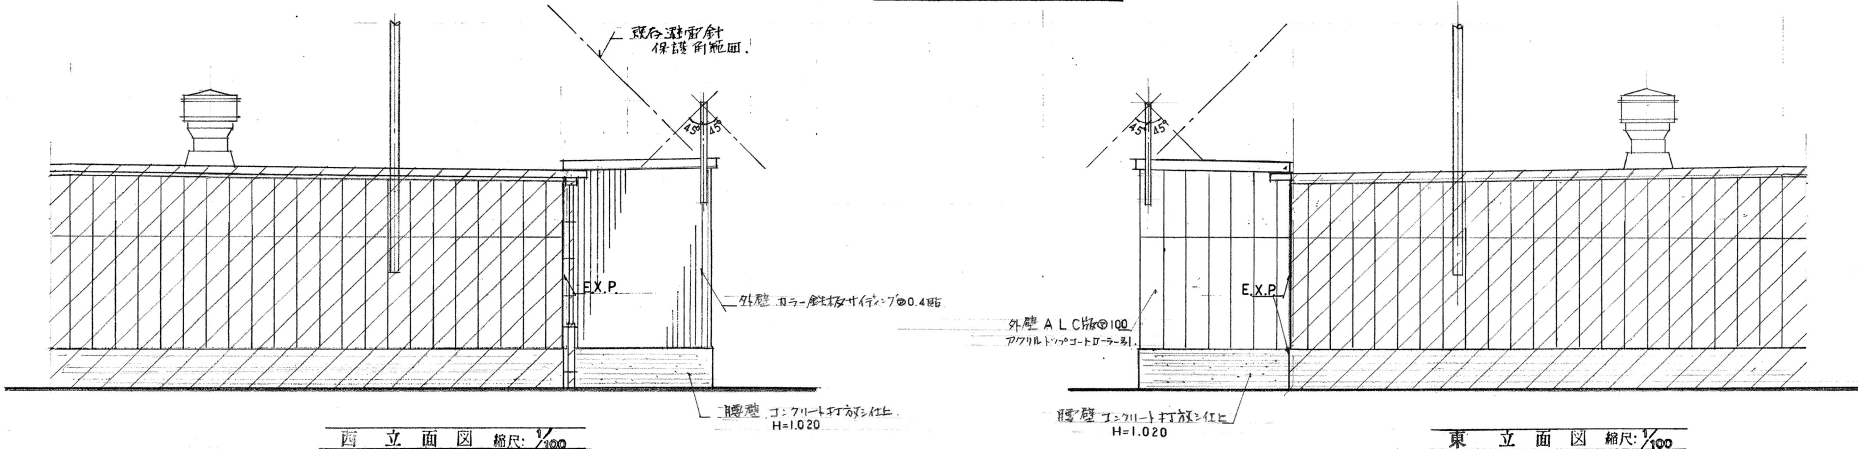 既存避雷針
保護角範囲.
45° 45°
E.X.P.
外壁 カラー鉄板サイディング⑦0.4貼
腰壁 コンクリート打放シ仕上
H=1.020
西 立 面 図 縮尺: 1/100
45° 45°
E.X.P
外壁 ALC版⑦100
アクリルトップコートローラー引.
腰壁 コンクリート打放シ仕上
H=1.020
東 立 面 図 縮尺: 1/100